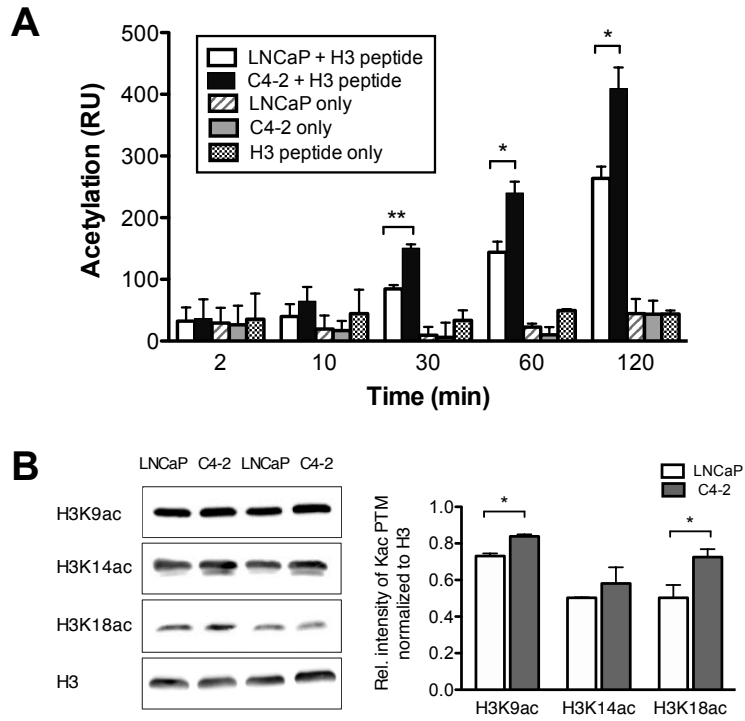 A
500
400
300
200
100
0
Acetylation (RU)
LNCaP + H3 peptide
C4-2 + H3 peptide
LNCaP only
C4-2 only
H3 peptide only
**
*
*
2 10 30 60 120
Time (min)
B
LNCaP C4-2 LNCaP C4-2
H3K9ac
H3K14ac
H3K18ac
H3
LNCaP
C4-2
Rel. intensity of Kac PTM
normalized to H3
1.0
0.8
0.6
0.4
0.2
0.0
*
*
H3K9ac H3K14ac H3K18ac